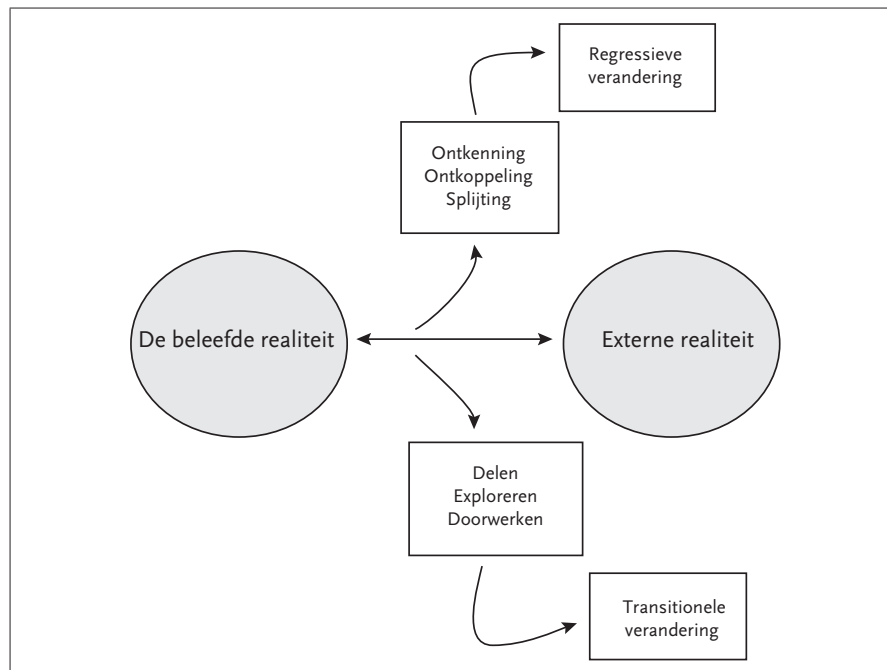 Regressieve
verandering
Ontkenning
Ontkoppeling
Splijting
De beleefde realiteit
Externe realiteit
Delen
Exploreren
Doorwerken
Transitionele
verandering